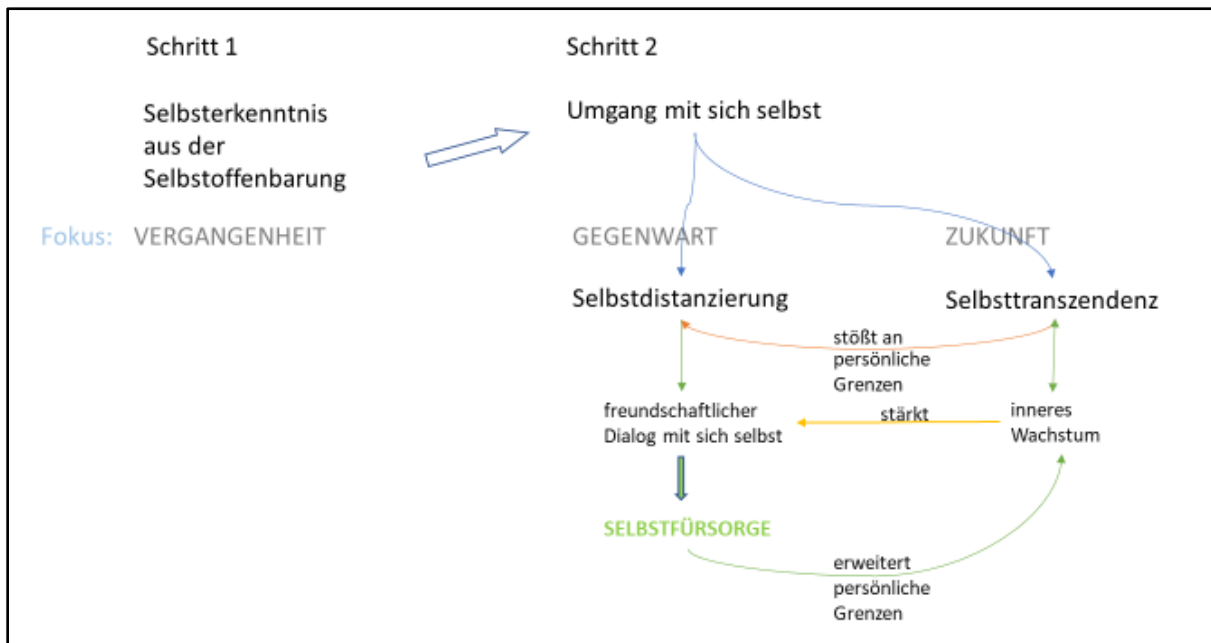 Schritt 1
Schritt 2
Selbsterkenntnis
aus der
Selbstoffenbarung
Umgang mit sich selbst
Fokus: VERGANGENHEIT
GEGENWART
ZUKUNFT
Selbstdistanzierung
Selbsttranszendenz
stößt an
persönliche
Grenzen
freundschaftlicher
Dialog mit sich selbst
stärkt
inneres
Wachstum
SELBSTFÜRSORGE
erweitert
persönliche
Grenzen